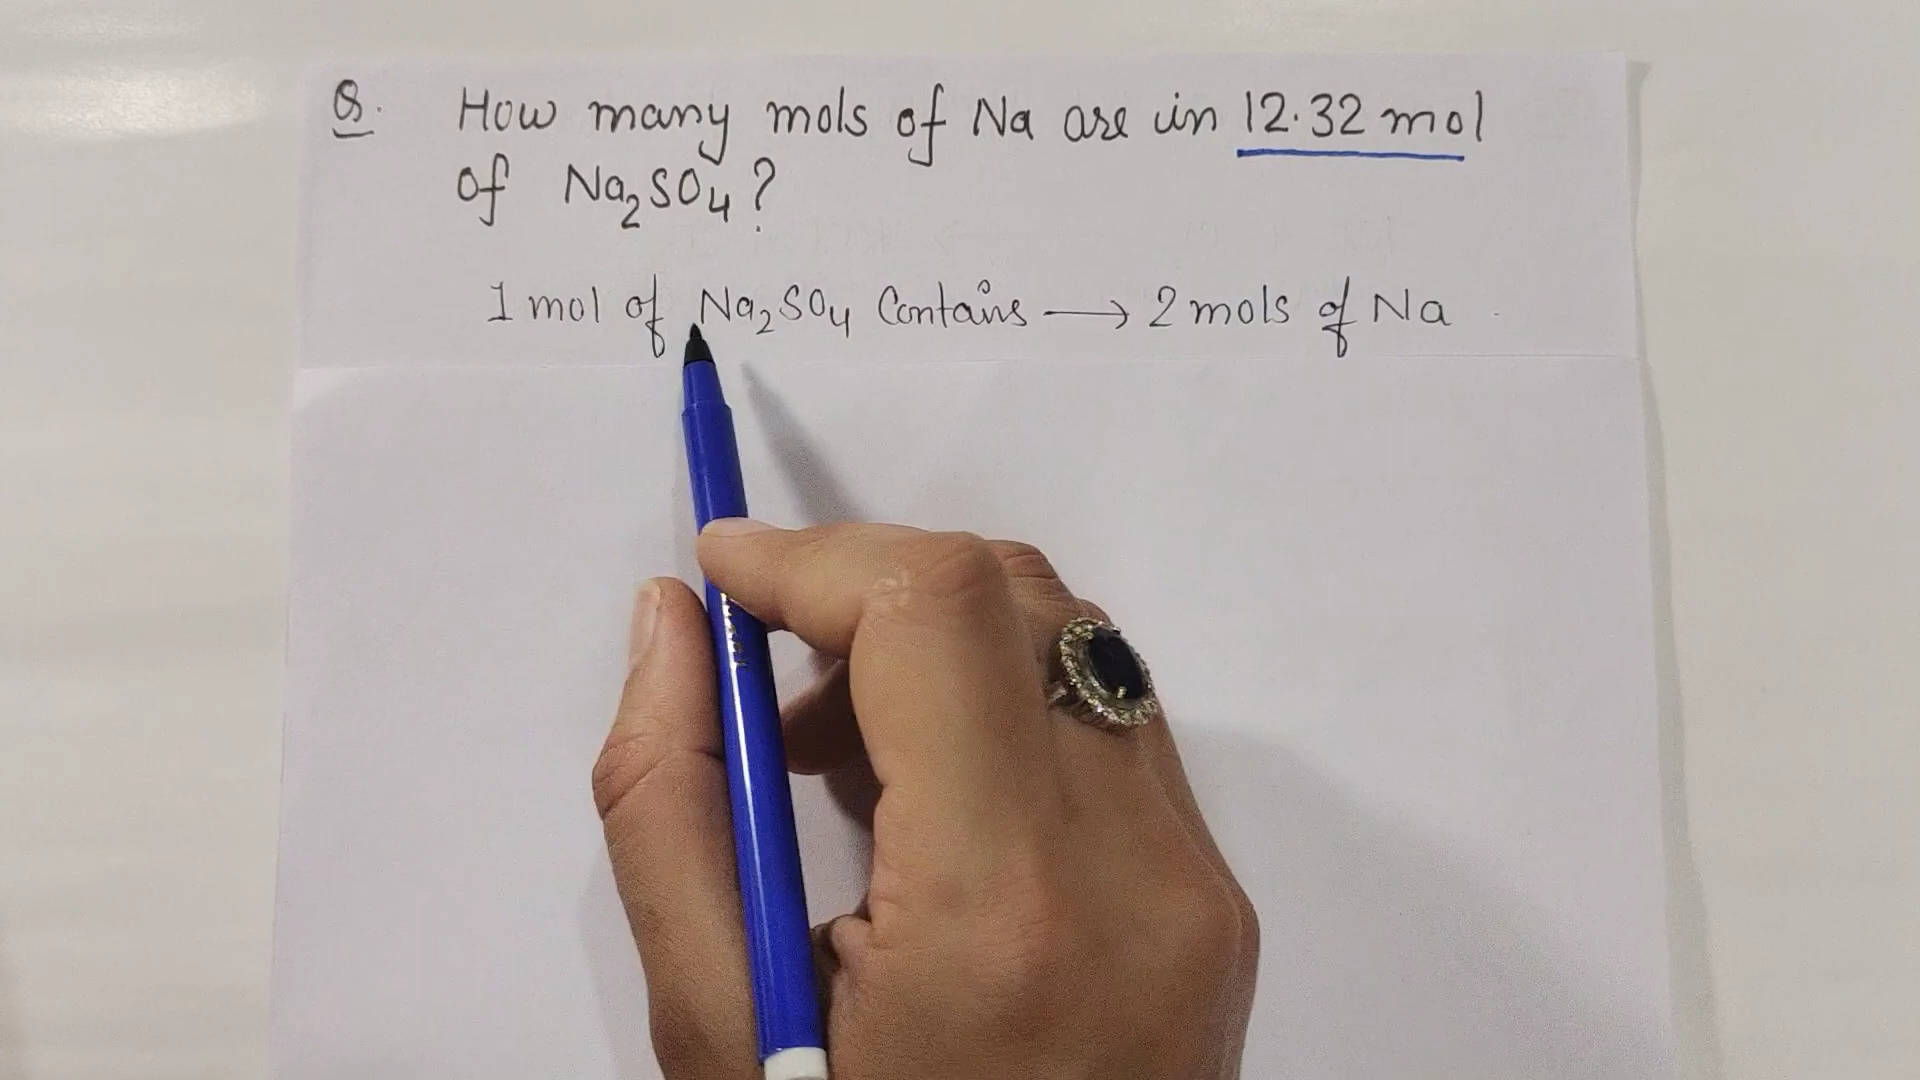 Q. How many mols of Na are in 12.32 mol
of Na₂SO₄?
1 mol of Na₂SO₄ Contains → 2 mols of Na